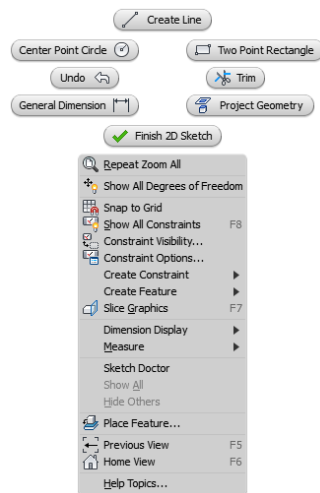 Create Line
Center Point Circle
Two Point Rectangle
Undo
Trim
General Dimension
Project Geometry
Finish 2D Sketch
Repeat Zoom All
Show All Degrees of Freedom
Snap to Grid
Show All Constraints F8
Constraint Visibility...
Constraint Options...
Create Constraint
Create Feature
Slice Graphics F7
Dimension Display
Measure
Sketch Doctor
Show All
Hide Others
Place Feature...
Previous View F5
Home View F6
Help Topics...